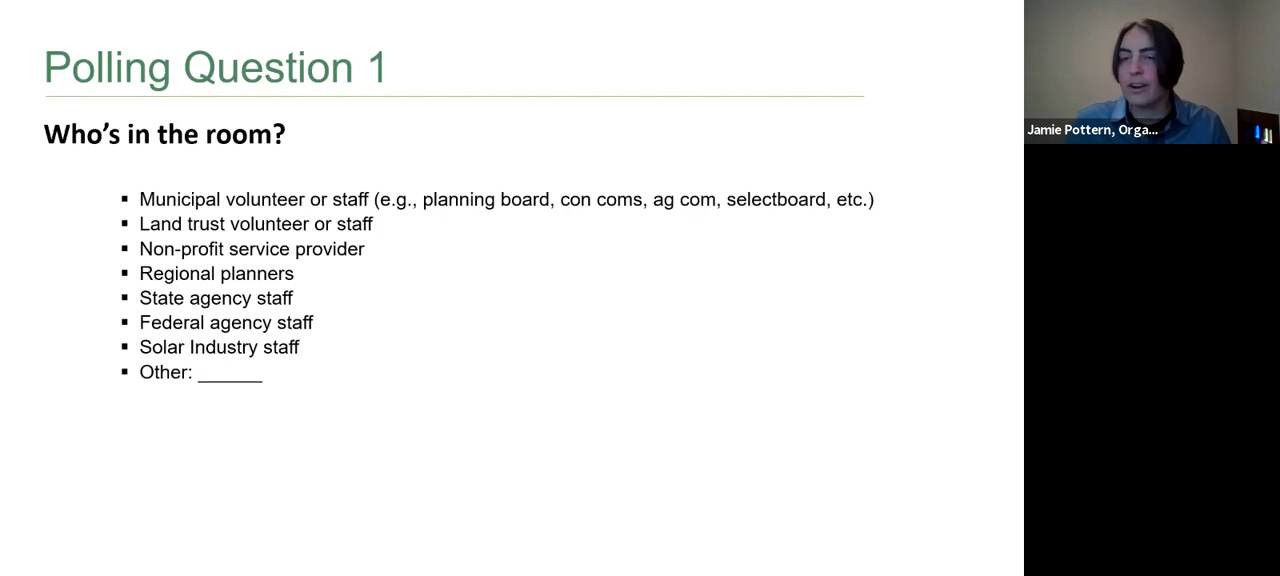 Polling Question 1
Who's in the room?
▪ Municipal volunteer or staff (e.g., planning board, con coms, ag com, selectboard, etc.)
▪ Land trust volunteer or staff
▪ Non-profit service provider
▪ Regional planners
▪ State agency staff
▪ Federal agency staff
▪ Solar Industry staff
▪ Other: ______
Jamie Pottern, Orga...